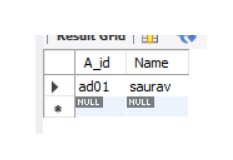 Result Grid
A_id Name
ad01 saurav
NULL NULL